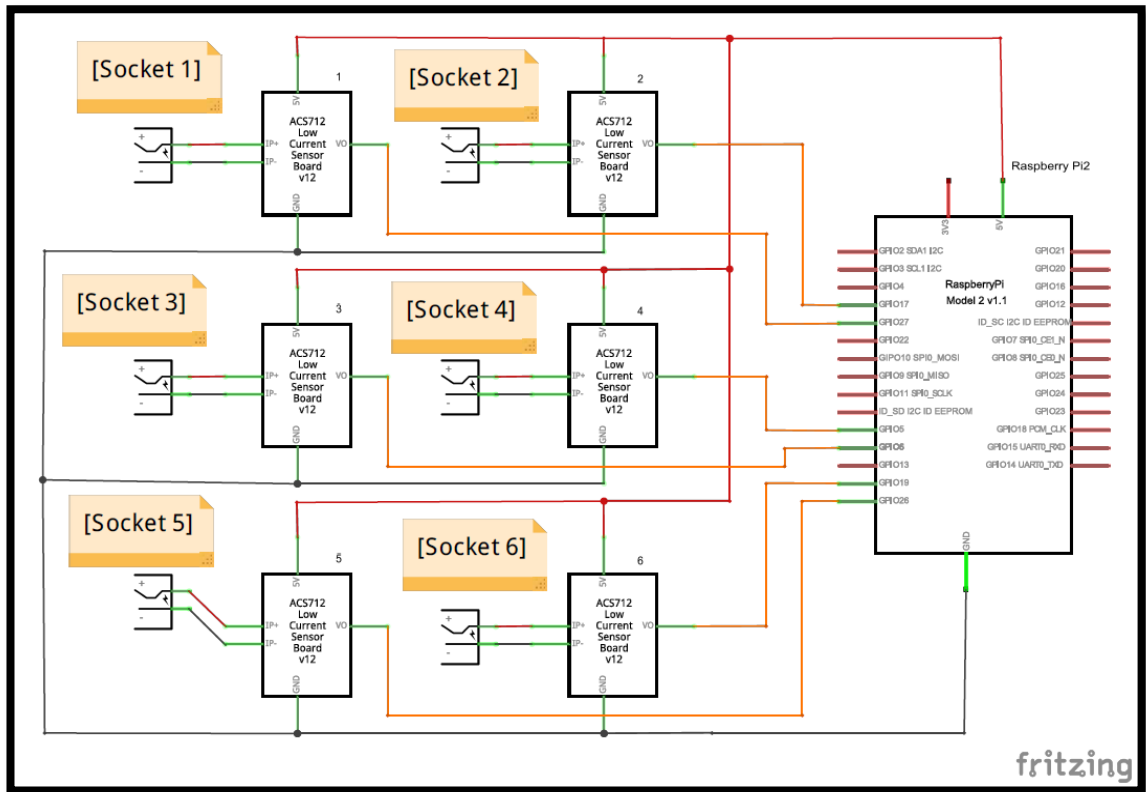 [Socket 1]
+
-
1
5V
ACS712
Low
Current
Sensor
Board
v12
IP+
IP-
VO
GND
[Socket 2]
+
-
2
5V
ACS712
Low
Current
Sensor
Board
v12
IP+
IP-
VO
GND
[Socket 3]
+
-
3
5V
ACS712
Low
Current
Sensor
Board
v12
IP+
IP-
VO
GND
[Socket 4]
+
-
4
5V
ACS712
Low
Current
Sensor
Board
v12
IP+
IP-
VO
GND
[Socket 5]
+
-
5
5V
ACS712
Low
Current
Sensor
Board
v12
IP+
IP-
VO
GND
[Socket 6]
+
-
6
5V
ACS712
Low
Current
Sensor
Board
v12
IP+
IP-
VO
GND
Raspberry Pi2
3V3
5V
RaspberryPi
Model 2 v1.1
GPIO2 SDA1 I2C
GPIO3 SCL1 I2C
GPIO4
GPIO17
GPIO27
GPIO22
GPIO10 SPI0_MOSI
GPIO9 SPI0_MISO
GPIO11 SPI0_SCLK
ID_SD I2C ID EEPROM
GPIO5
GPIO6
GPIO13
GPIO19
GPIO26
GPIO21
GPIO20
GPIO16
GPIO12
ID_SC I2C ID EEPROM
GPIO7 SPI0_CE1_N
GPIO8 SPI0_CE0_N
GPIO25
GPIO24
GPIO23
GPIO18 PCM_CLK
GPIO15 UART0_RXD
GPIO14 UART0_TXD
GND
fritzing